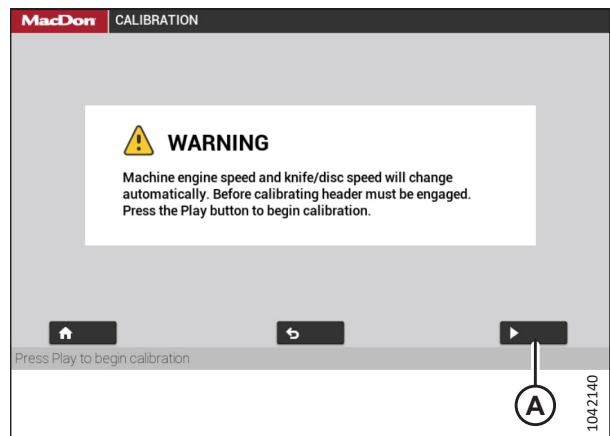 MacDon CALIBRATION
WARNING
Machine engine speed and knife/disc speed will change
automatically. Before calibrating header must be engaged.
Press the Play button to begin calibration.
Press Play to begin calibration
A
1042140